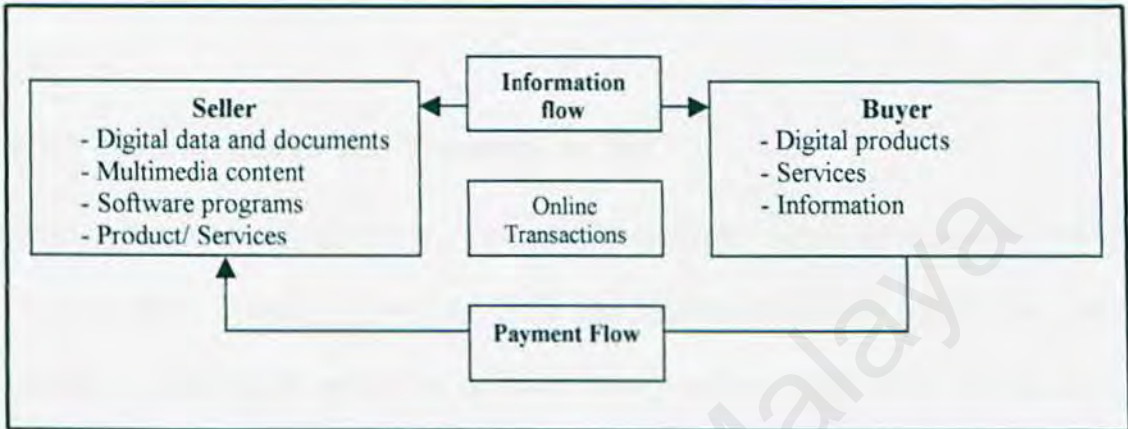 Information
flow
Seller
- Digital data and documents
- Multimedia content
- Software programs
- Product/ Services
Buyer
- Digital products
- Services
- Information
Online
Transactions
Payment Flow
Malaya